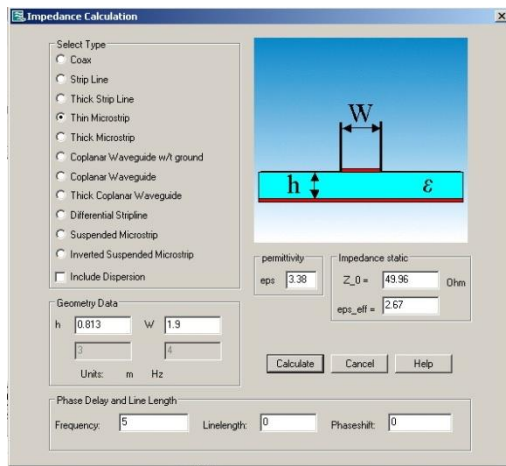 Impedance Calculation
Select Type
Coax
Strip Line
Thick Strip Line
Thin Microstrip
Thick Microstrip
Coplanar Waveguide w/t ground
Coplanar Waveguide
Thick Coplanar Waveguide
Differential Stripline
Suspended Microstrip
Inverted Suspended Microstrip
Include Dispersion
W
h
ε
permittivity
eps 3.38
Impedance static
Z_0 = 49.96 Ohm
eps_eff = 2.67
Geometry Data
h 0.813 W 1.9
3 4
Units: m Hz
Calculate Cancel Help
Phase Delay and Line Length
Frequency: 5 Linelength: 0 Phaseshift: 0